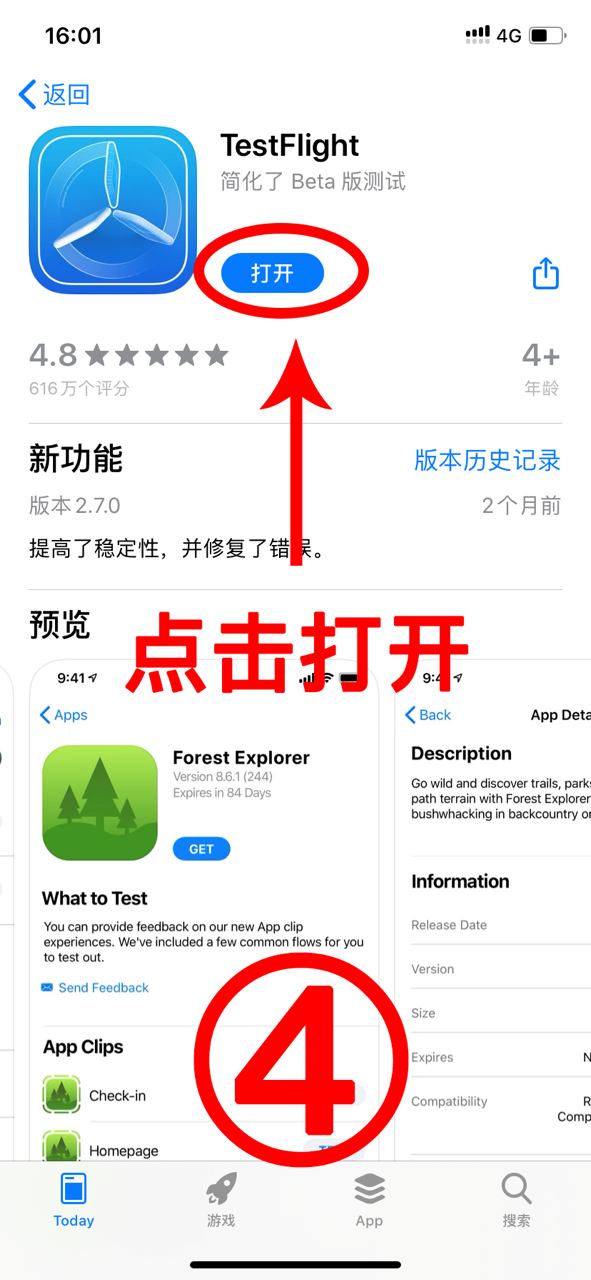 16:01
4G
返回
TestFlight
简化了 Beta 版测试
打开
4.8
4+
616万个评分
年龄
新功能
版本历史记录
版本 2.7.0
2个月前
提高了稳定性，并修复了错误。
预览
点击打开
9:41
9:4
Apps
Back
App Deta
Forest Explorer
Version 8.6.1 (244)
Expires in 84 Days
GET
Description
Go wild and discover trails, parks
path terrain with Forest Explorer
bushwhacking in backcountry or
What to Test
You can provide feedback on our new App clip
experiences. We've included a few common flows for you
to test out.
Send Feedback
Information
Release Date
Version
Size
Expires
N
Compatibility
R
Comp
App Clips
Check-in
Homepage
④
Today
游戏
App
搜索